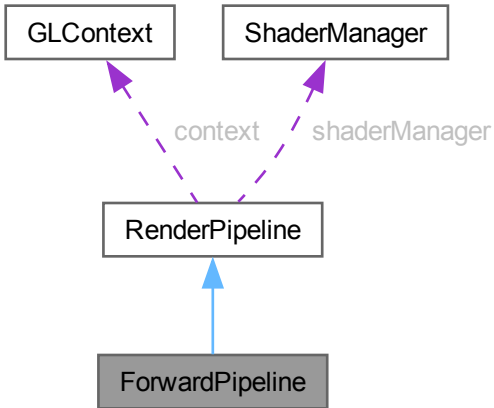 GLContext
ShaderManager
context
shaderManager
RenderPipeline
ForwardPipeline